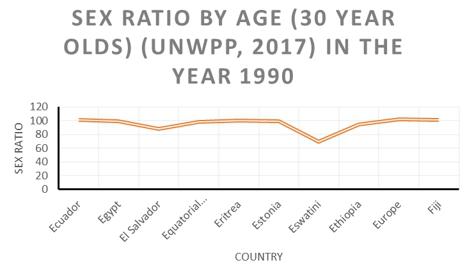 SEX RATIO BY AGE (30 YEAR
OLDS) (UNWPP, 2017) IN THE
YEAR 1990
120
100
80
60
40
20
0
SEX RATIO
Ecuador
Egypt
El Salvador
Equatorial...
Eritrea
Estonia
Eswatini
Ethiopia
Europe
Fiji
COUNTRY